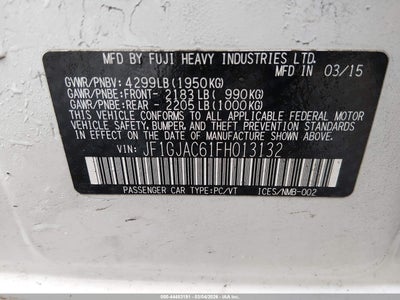 MFD BY FUJI HEAVY INDUSTRIES LTD.
MFD IN 03/15
GVWR/PNBV: 4299LB(1950KG)
GAWR/PNBE:FRONT- 2183LB( 990KG)
GAWR/PNBE:REAR - 2205LB(1000KG)
THIS VEHICLE CONFORMS TO ALL APPLICABLE FEDERAL MOTOR
VEHICLE SAFETY, BUMPER, AND THEFT PREVENTION STANDARDS
IN EFFECT ON THE DATE OF MANUFACTURE SHOWN ABOVE.
VIN: JF1GJAC61FH013132
PASSENGER CAR TYPE:PC/VT ICES/NMB-002